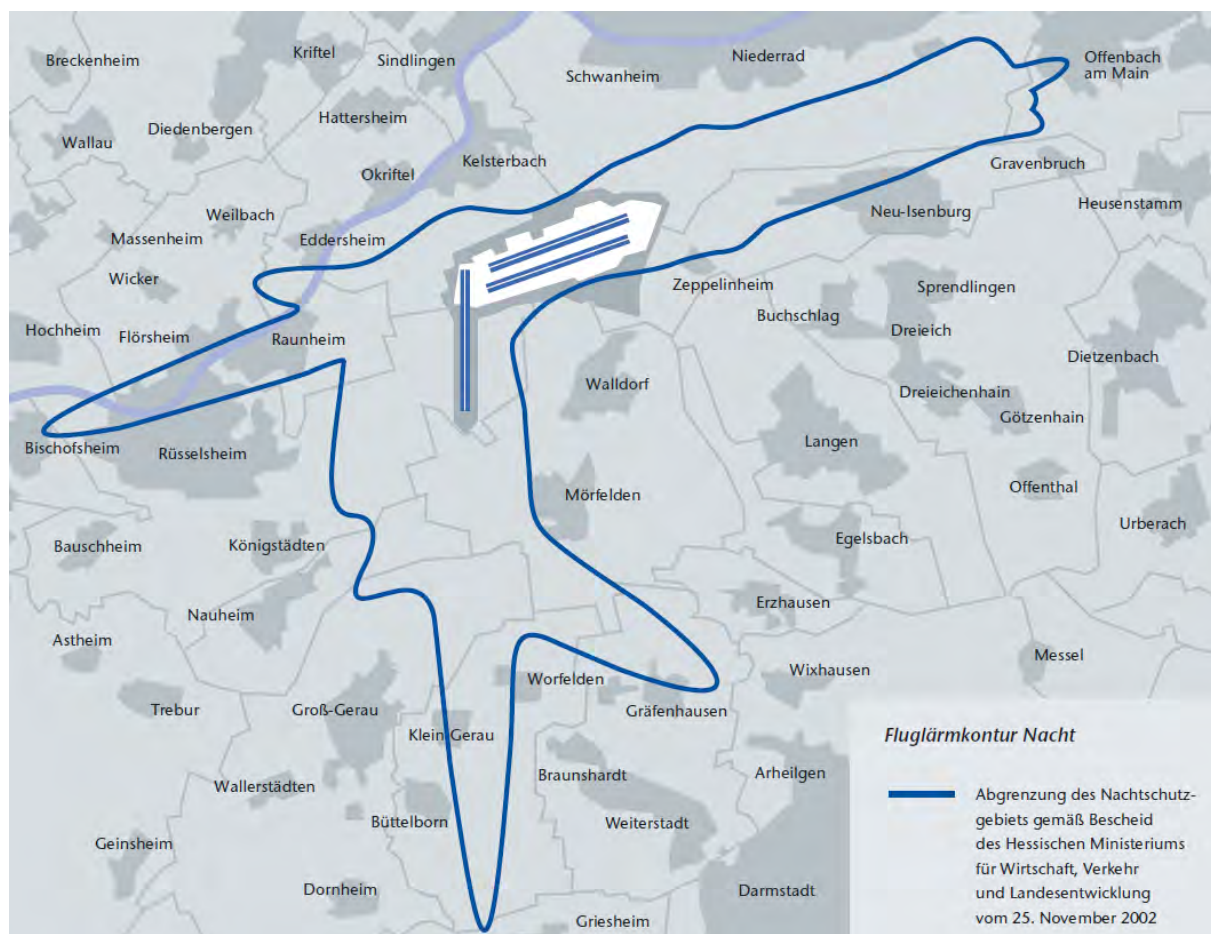 Breckenheim
Kriftel
Sindlingen
Schwanheim
Niederrad
Offenbach
am Main
Wallau
Diedenbergen
Hattersheim
Okriftel
Kelsterbach
Gravenbruch
Heusenstamm
Weilbach
Massenheim
Eddersheim
Neu-Isenburg
Wicker
Zeppelinheim
Sprendlingen
Buchschlag
Hochheim
Flörsheim
Raunheim
Dreieich
Dietzenbach
Walldorf
Dreieichenhain
Götzenhain
Bischofsheim
Rüsselsheim
Langen
Offenthal
Mörfelden
Urberach
Bauschheim
Königstädten
Egelsbach
Nauheim
Erzhausen
Astheim
Messel
Wixhausen
Trebur
Groß-Gerau
Worfelden
Gräfenhausen
Klein Gerau
Wallerstädten
Braunshardt
Arheilgen
Büttelborn
Weiterstadt
Geinsheim
Dornheim
Darmstadt
Griesheim
Fluglärmkontur Nacht
Abgrenzung des Nachtschutz-
gebiets gemäß Bescheid
des Hessischen Ministeriums
für Wirtschaft, Verkehr
und Landesentwicklung
vom 25. November 2002